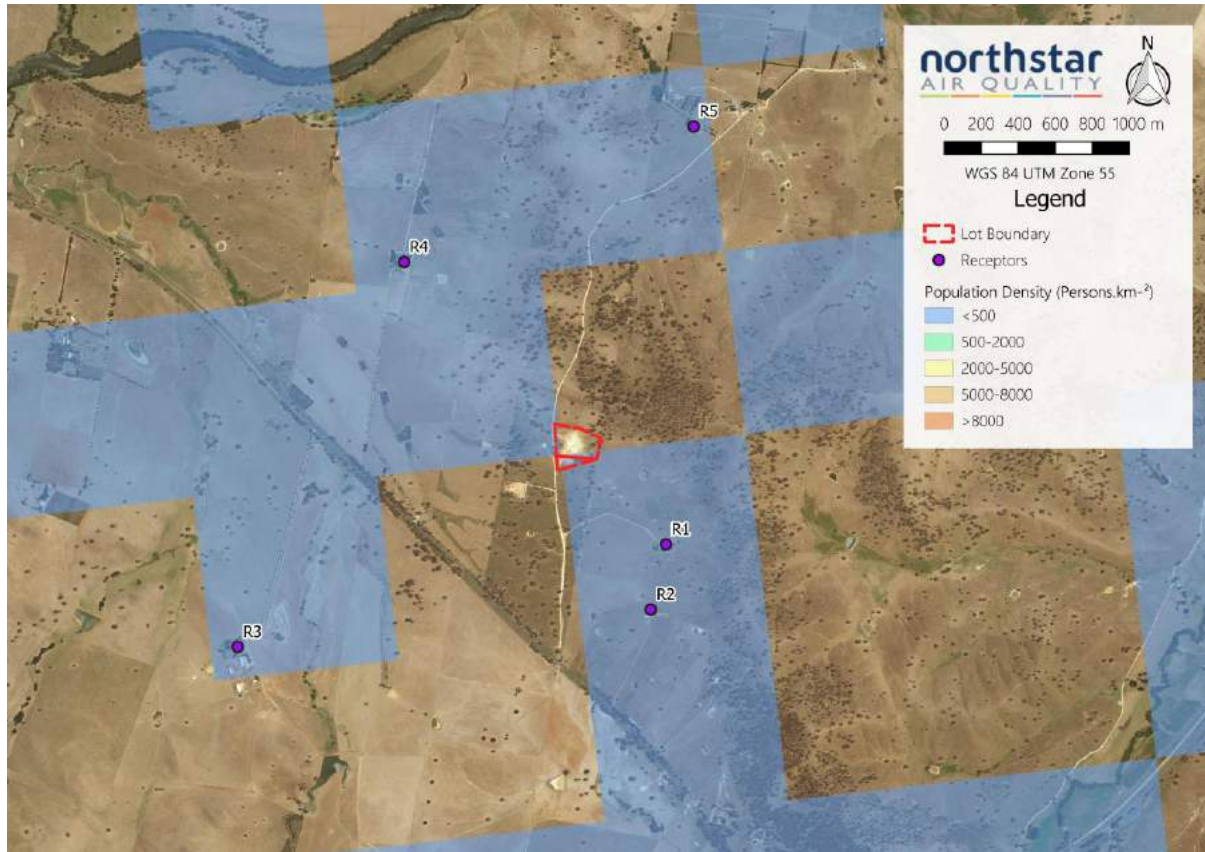 northstar
AIR QUALITY
N
0 200 400 600 800 1000 m
WGS 84 UTM Zone 55
Legend
Lot Boundary
Receptors
Population Density (Persons.km⁻²)
<500
500-2000
2000-5000
5000-8000
>8000
R5
R4
R1
R2
R3